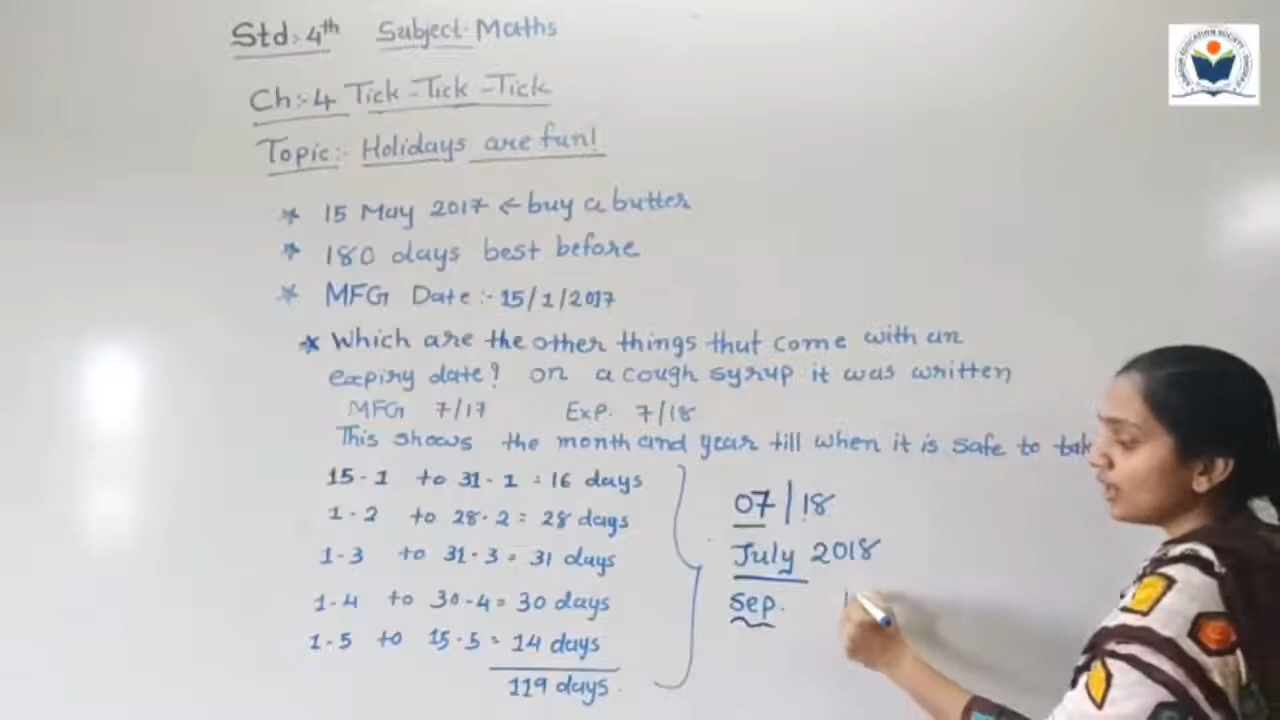 Std:- 4th Subject- Maths
Ch:- 4 Tick-Tick-Tick
Topic:- Holidays are fun!
* 15 May 2017 ← buy a butter
* 180 days best before
* MFG Date:- 15/1/2017
* Which are the other things that come with an
expiry date? on a cough syrup it was written
MFG 7/17 Exp. 7/18
This shows the month and year till when it is safe to tak
15-1 to 31-1 = 16 days
1-2 to 28-2 = 28 days
1-3 to 31-3 = 31 days
1-4 to 30-4 = 30 days
1-5 to 15-5 = 14 days
119 days.
07/18
July 2018
Sep.
EDUCATION SOCIETY